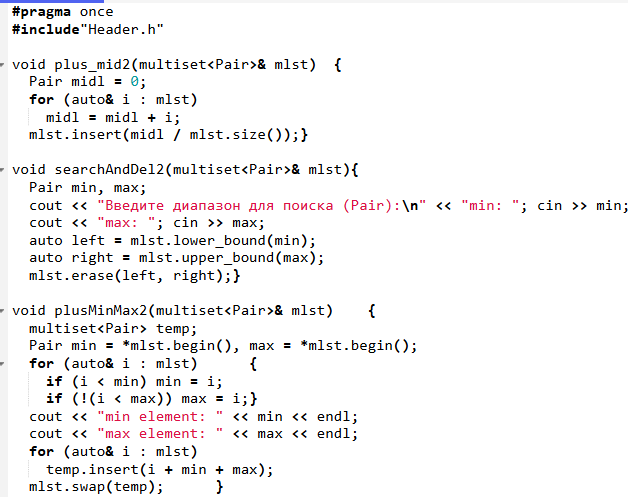 #pragma once
#include"Header.h"
void plus_mid2(multiset<Pair>& mlst)  {
  Pair midl = 0;
  for (auto& i : mlst)
    midl = midl + i;
  mlst.insert(midl / mlst.size());}
void searchAndDel2(multiset<Pair>& mlst){
  Pair min, max;
  cout << "Введите диапазон для поиска (Pair):\n" << "min: "; cin >> min;
  cout << "max: "; cin >> max;
  auto left = mlst.lower_bound(min);
  auto right = mlst.upper_bound(max);
  mlst.erase(left, right);}
void plusMinMax2(multiset<Pair>& mlst)    {
  multiset<Pair> temp;
  Pair min = *mlst.begin(), max = *mlst.begin();
  for (auto& i : mlst)      {
    if (i < min) min = i;
    if (!(i < max)) max = i;}
  cout << "min element: " << min << endl;
  cout << "max element: " << max << endl;
  for (auto& i : mlst)
    temp.insert(i + min + max);
  mlst.swap(temp);      }